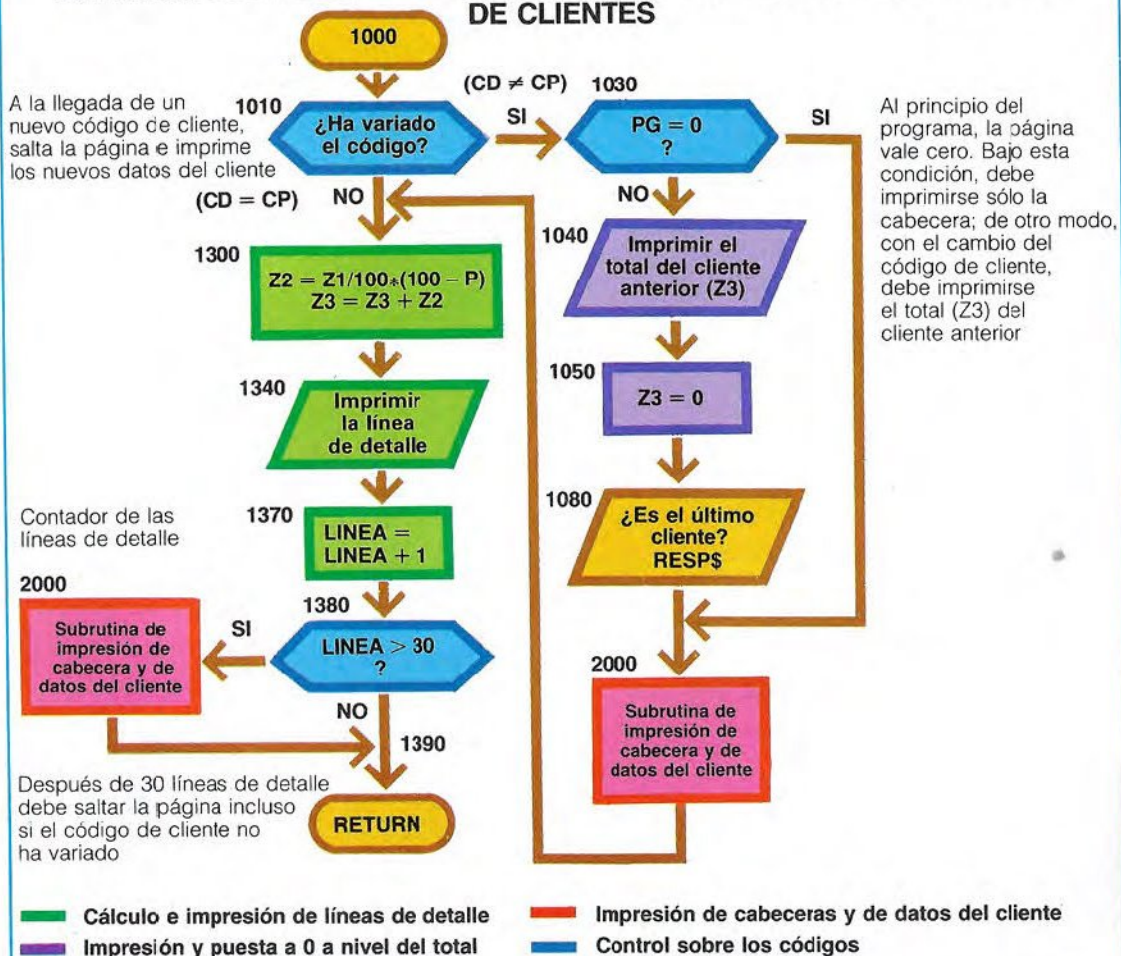 DE CLIENTES
1000
A la llegada de un
nuevo código de cliente,
salta la página e imprime
los nuevos datos del cliente
1010
¿Ha variado
el código?
(CD ≠ CP)
SI
1030
PG = 0
?
SI
Al principio del
programa, la página
vale cero. Bajo esta
condición, debe
imprimirse sólo la
cabecera; de otro modo,
con el cambio del
código de cliente,
debe imprimirse
el total (Z3) del
cliente anterior
(CD = CP)
NO
NO
1300
Z2 = Z1/100*(100 – P)
Z3 = Z3 + Z2
1040
Imprimir el
total del cliente
anterior (Z3)
1340
Imprimir
la línea
de detalle
1050
Z3 = 0
Contador de las
líneas de detalle
1370
LINEA =
LINEA + 1
1080
¿Es el último
cliente?
RESP$
2000
Subrutina de
impresión de
cabecera y de
datos del cliente
SI
1380
LINEA > 30
?
NO
1390
2000
Subrutina de
impresión de
cabecera y de
datos del cliente
Después de 30 líneas de detalle
debe saltar la página incluso
si el código de cliente no
ha variado
RETURN
Cálculo e impresión de líneas de detalle
Impresión de cabeceras y de datos del cliente
Impresión y puesta a 0 a nivel del total
Control sobre los códigos